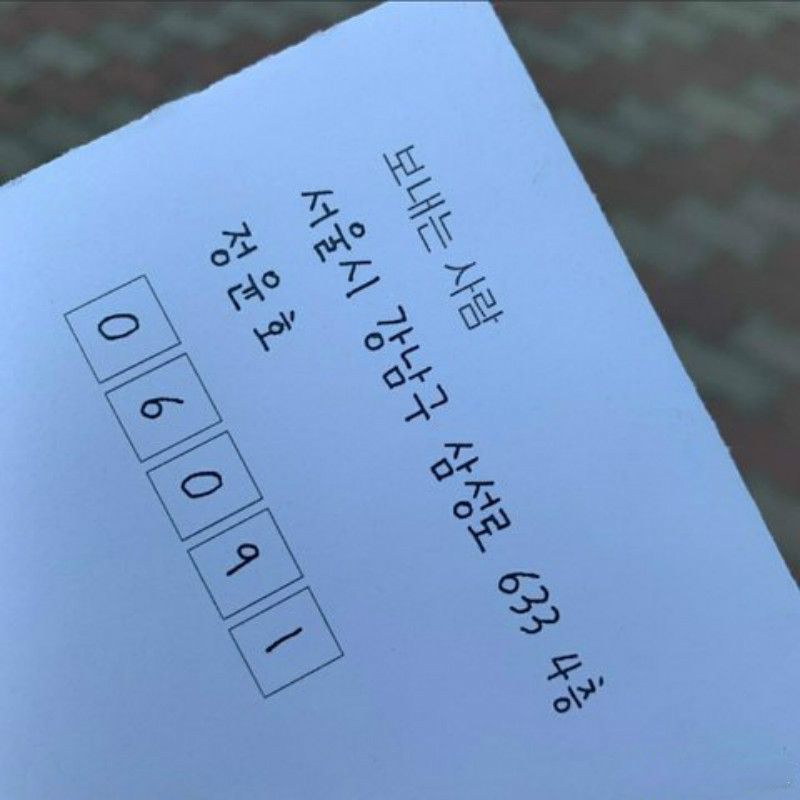 보내는 사람
서울시 강남구 삼성로 633 4층
정윤호
0 6 0 9 1